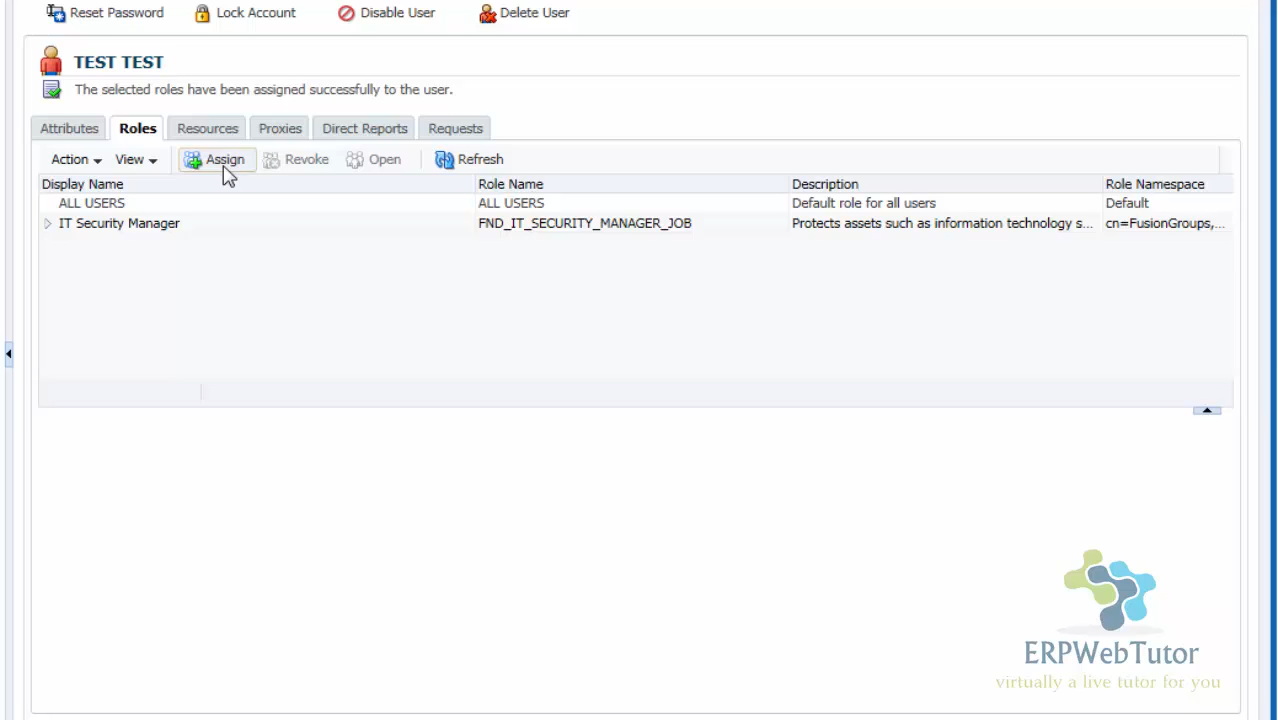 Reset Password Lock Account Disable User Delete User
TEST TEST
The selected roles have been assigned successfully to the user.
Attributes Roles Resources Proxies Direct Reports Requests
Action View Assign Revoke Open Refresh
Display Name Role Name Description Role Namespace
ALL USERS ALL USERS Default role for all users Default
IT Security Manager FND_IT_SECURITY_MANAGER_JOB Protects assets such as information technology s... cn=FusionGroups,...
ERPWebTutor
virtually a live tutor for you